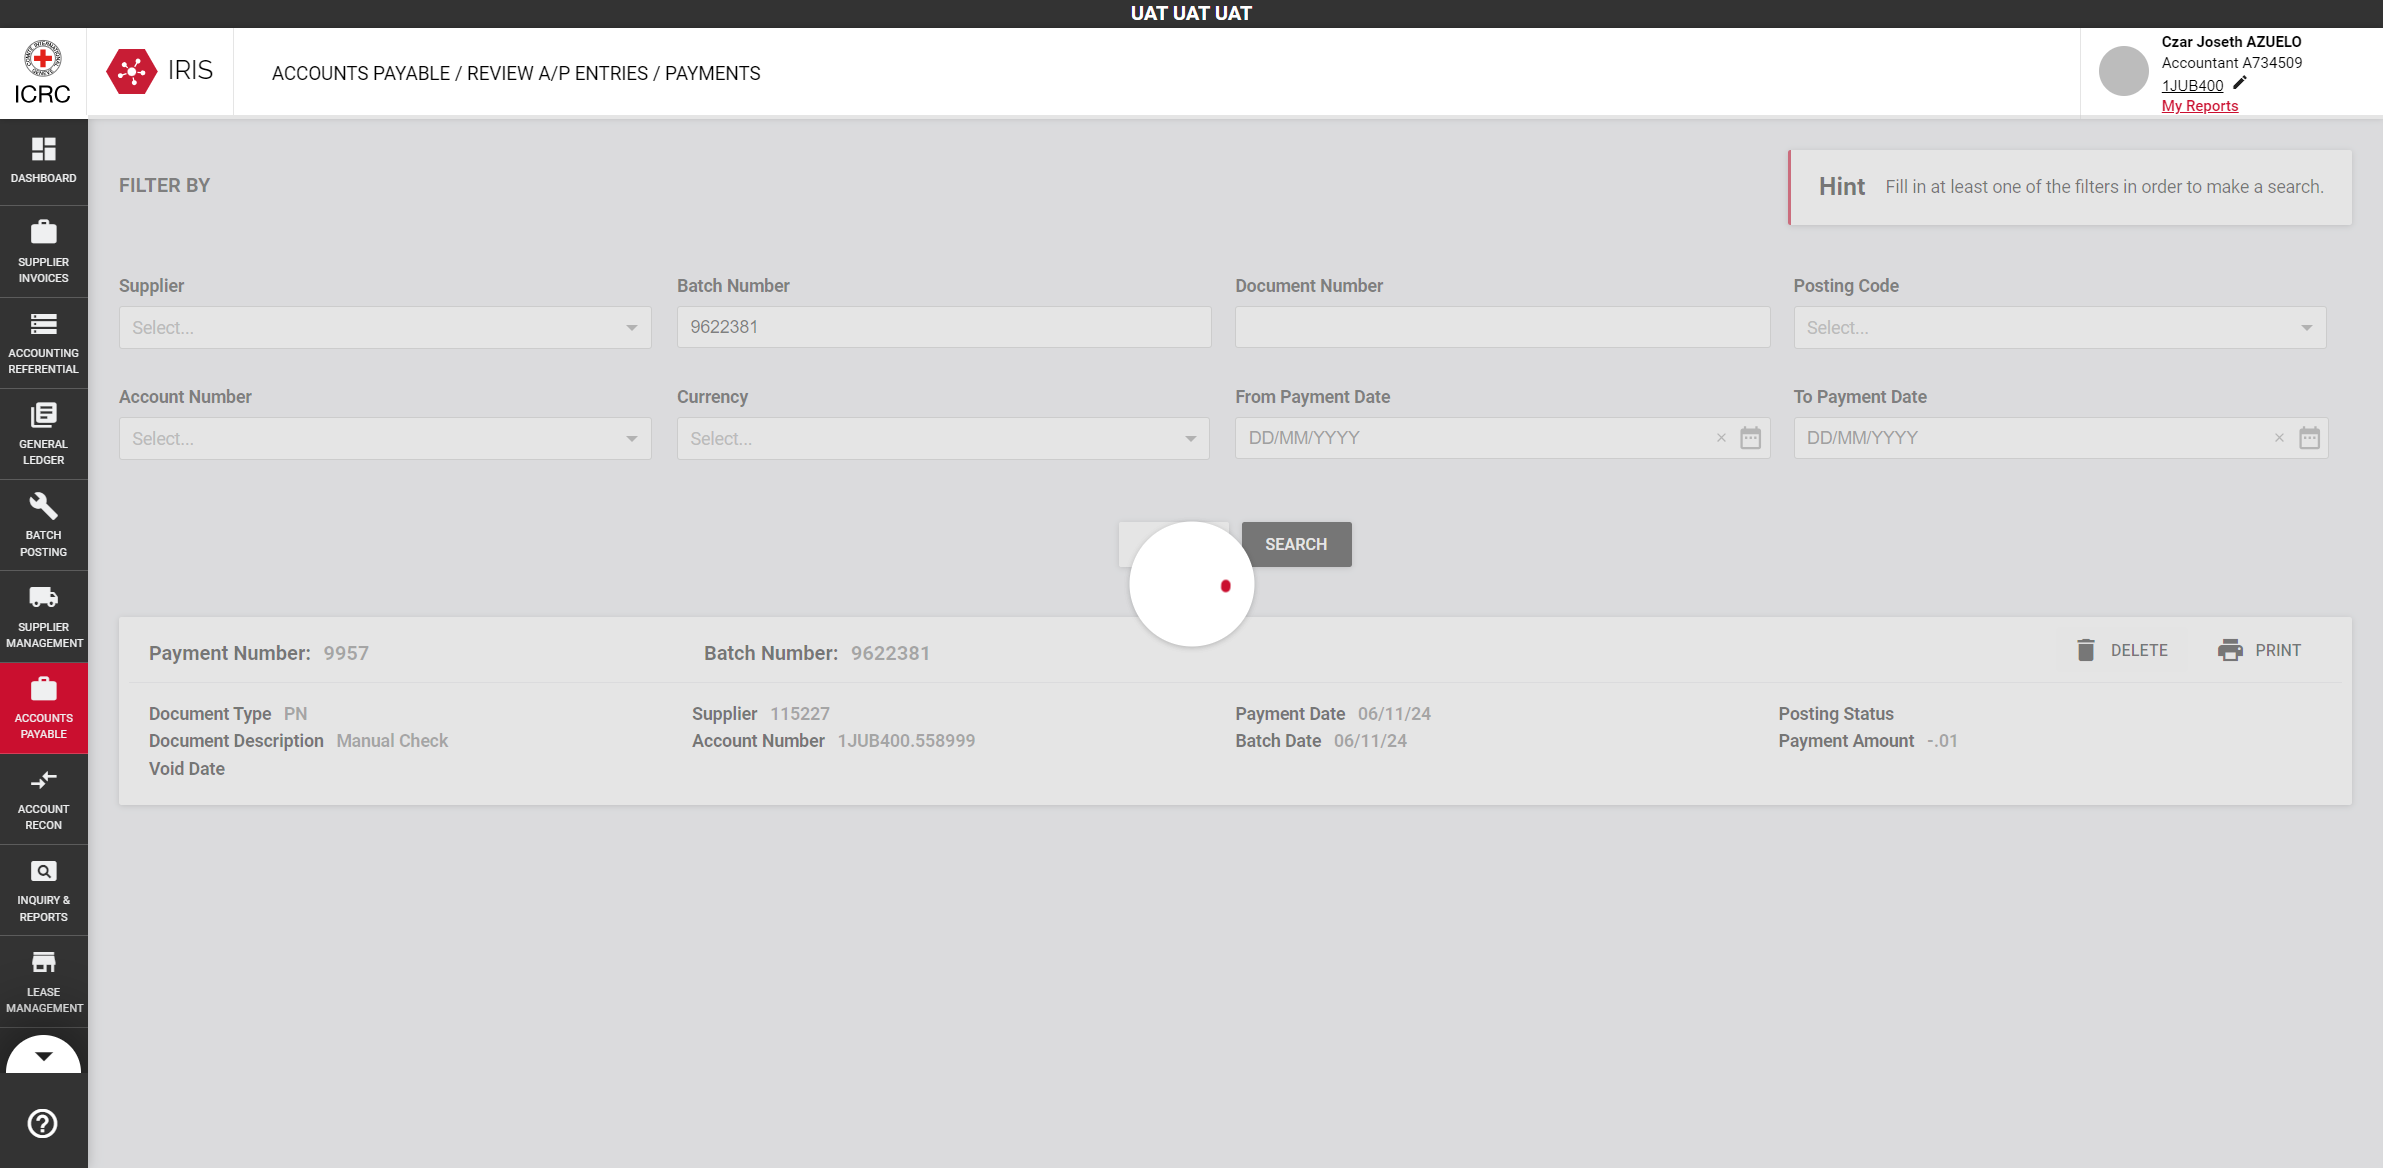 UAT UAT UAT
ICRC
IRIS
ACCOUNTS PAYABLE / REVIEW A/P ENTRIES / PAYMENTS
Czar Joseth AZUELO
Accountant A734509
1JUB400
My Reports
DASHBOARD
SUPPLIER
INVOICES
ACCOUNTING
REFERENTIAL
GENERAL
LEDGER
BATCH
POSTING
SUPPLIER
MANAGEMENT
ACCOUNTS
PAYABLE
ACCOUNT
RECON
INQUIRY &
REPORTS
LEASE
MANAGEMENT
FILTER BY
Hint Fill in at least one of the filters in order to make a search.
Supplier Batch Number Document Number Posting Code
Select... 9622381 Select...
Account Number Currency From Payment Date To Payment Date
Select... Select... DD/MM/YYYY DD/MM/YYYY
SEARCH
Payment Number: 9957 Batch Number: 9622381 DELETE PRINT
Document Type PN Supplier 115227 Payment Date 06/11/24 Posting Status
Document Description Manual Check Account Number 1JUB400.558999 Batch Date 06/11/24 Payment Amount -.01
Void Date